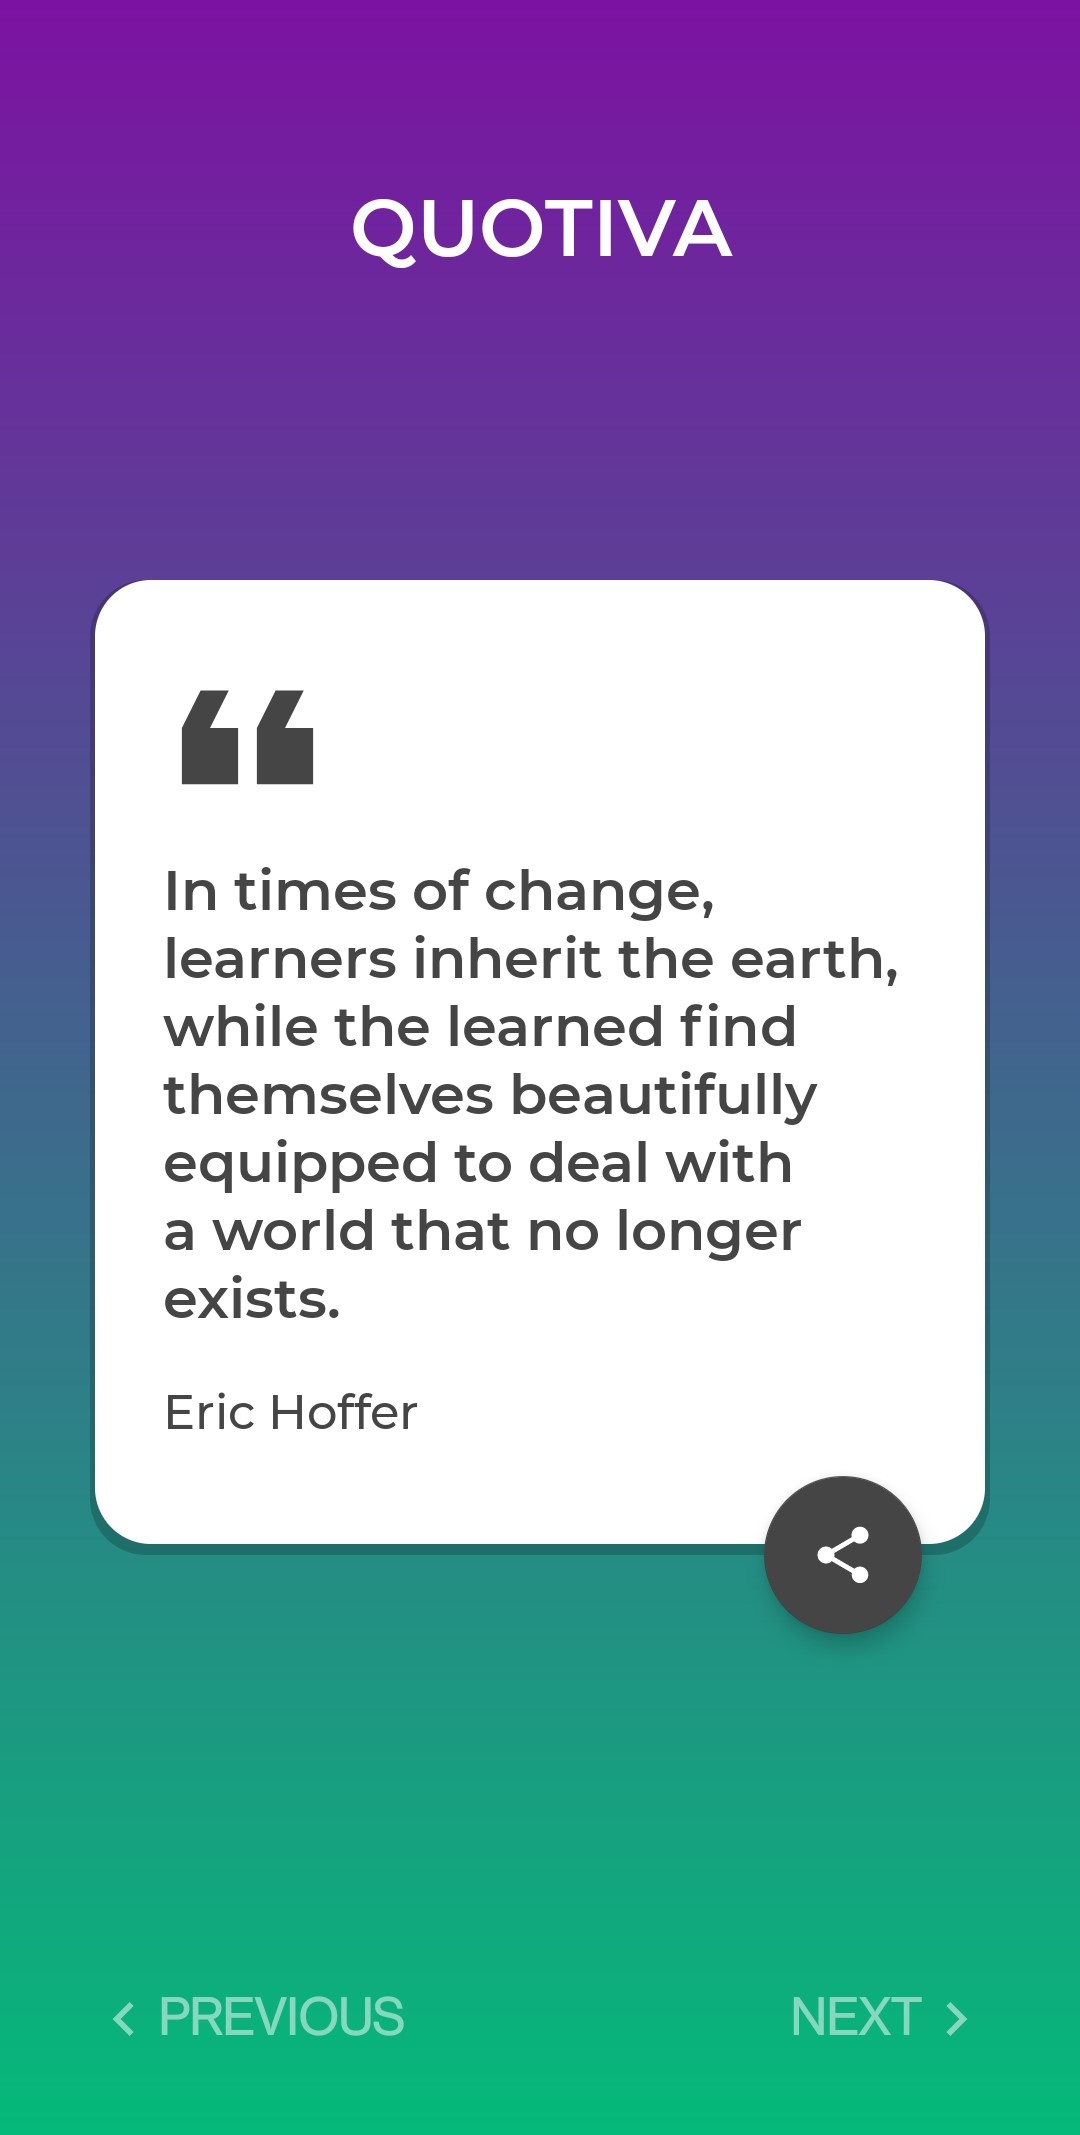 QUOTIVA
In times of change,
learners inherit the earth,
while the learned find
themselves beautifully
equipped to deal with
a world that no longer
exists.
Eric Hoffer
PREVIOUS
NEXT